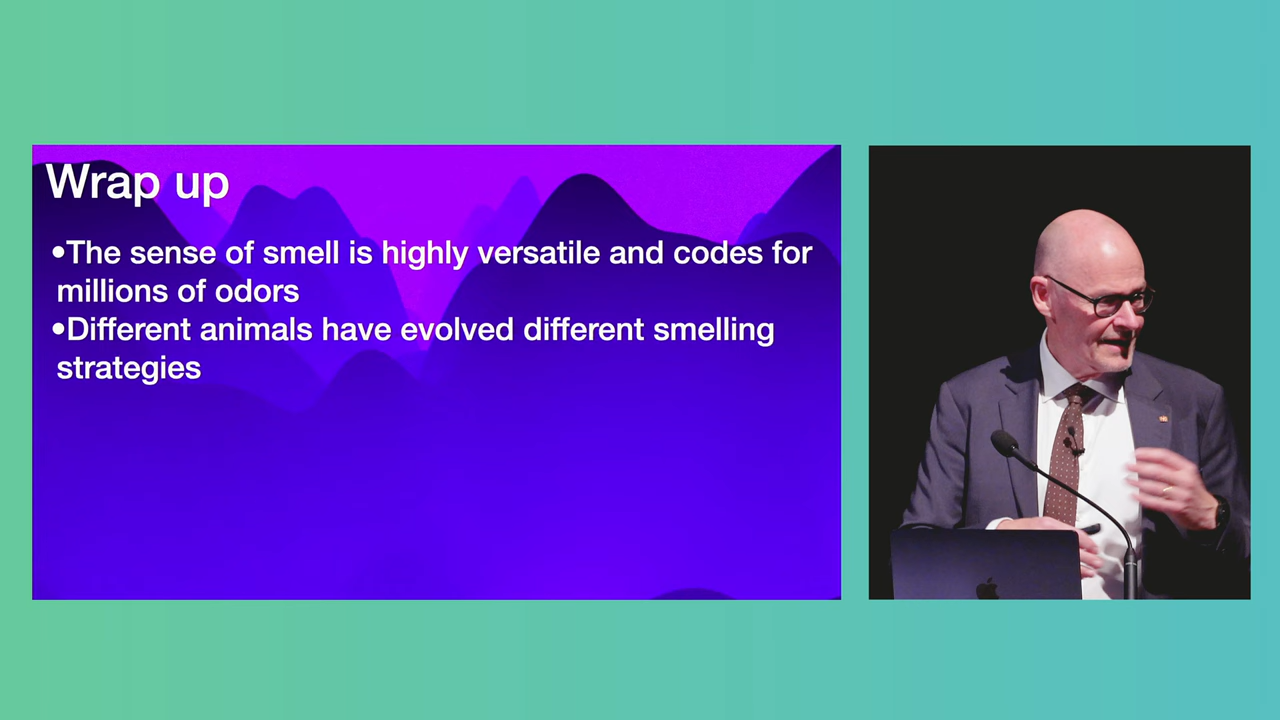 Wrap up
•The sense of smell is highly versatile and codes for
millions of odors
•Different animals have evolved different smelling
strategies